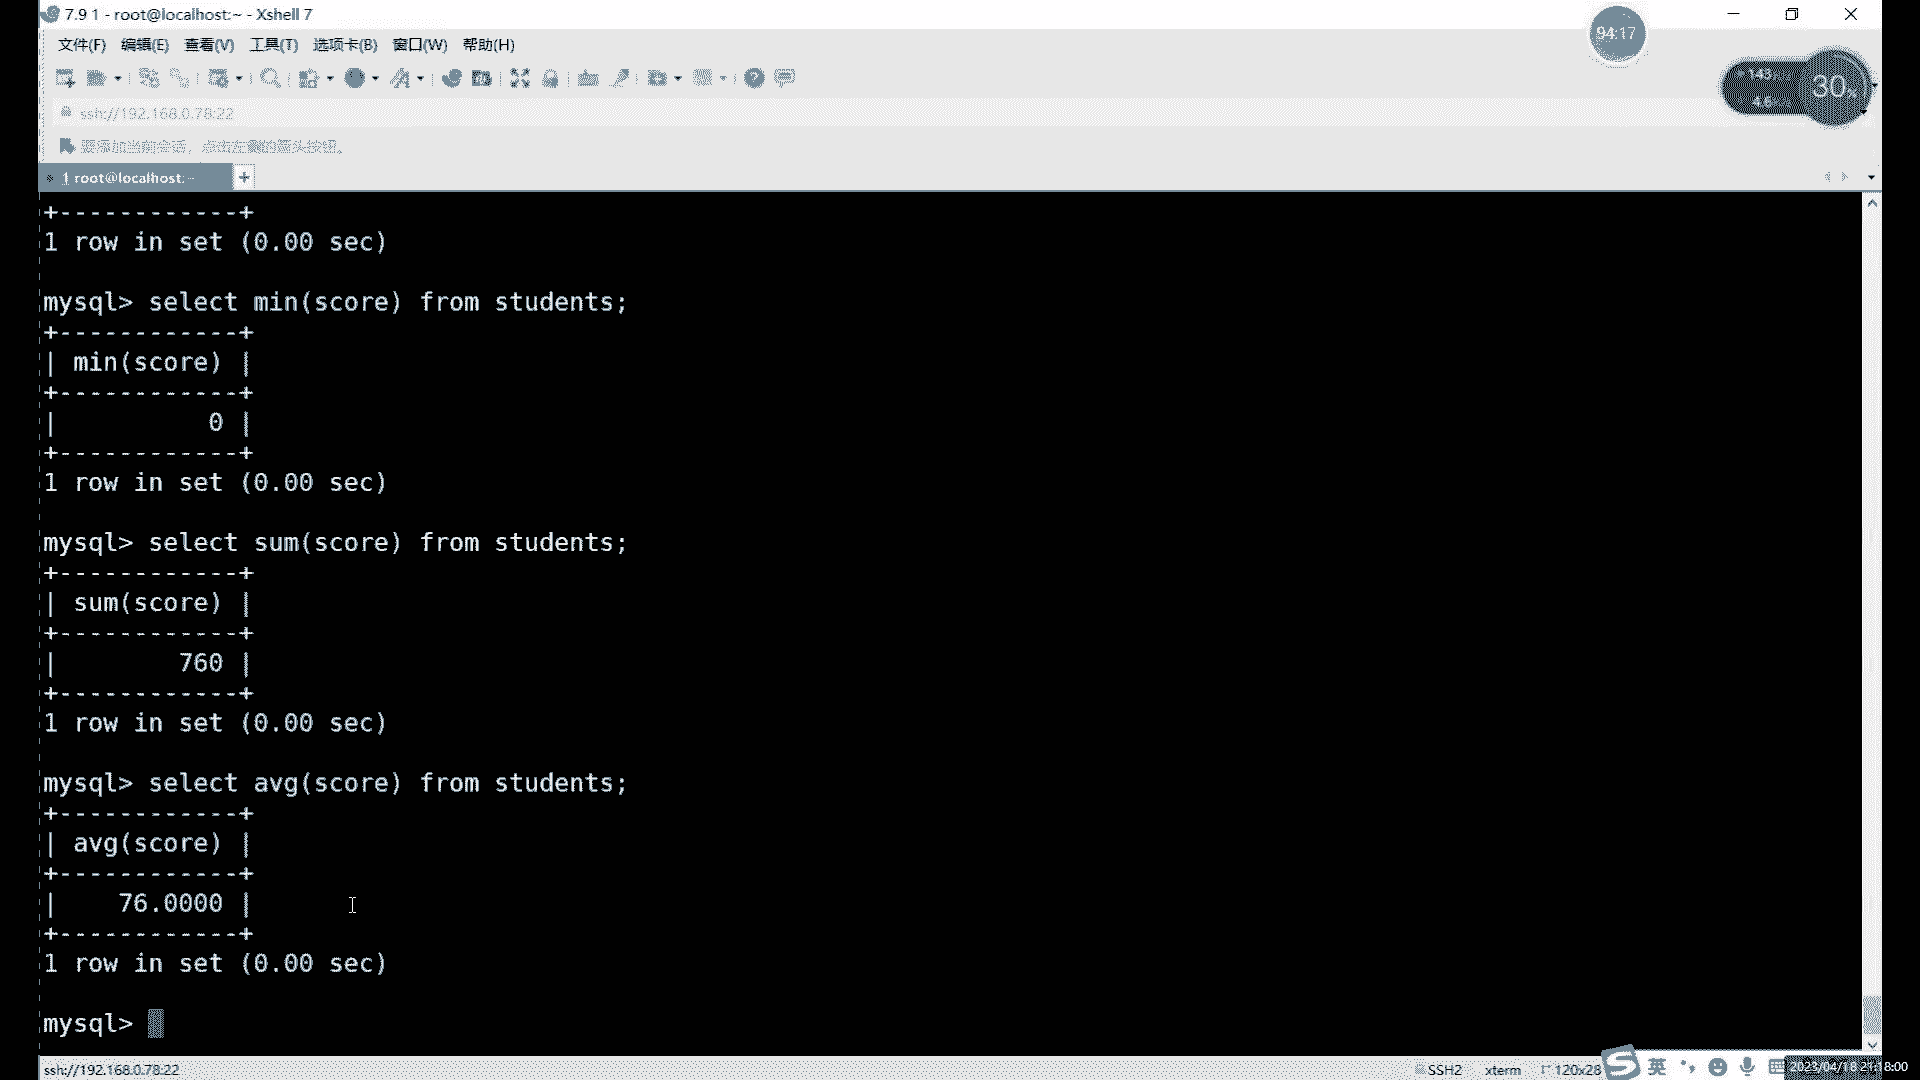 7.9 1 - root@localhost:~ - Xshell 7
94:17
文件(F) 编辑(E) 查看(V) 工具(T) 选项卡(B) 窗口(W) 帮助(H)
143
4.6
30%
ssh://192.168.0.78:22
要添加当前会话，点击左侧的箭头按钮。
1 root@localhost:~
+------------+
1 row in set (0.00 sec)
mysql> select min(score) from students;
+------------+
| min(score) |
+------------+
|          0 |
+------------+
1 row in set (0.00 sec)
mysql> select sum(score) from students;
+------------+
| sum(score) |
+------------+
|        760 |
+------------+
1 row in set (0.00 sec)
mysql> select avg(score) from students;
+------------+
| avg(score) |
+------------+
|    76.0000 |
+------------+
1 row in set (0.00 sec)
mysql>
ssh://192.168.0.78:22 SSH2 xterm 120x28 英 2023/04/18 21:18:00